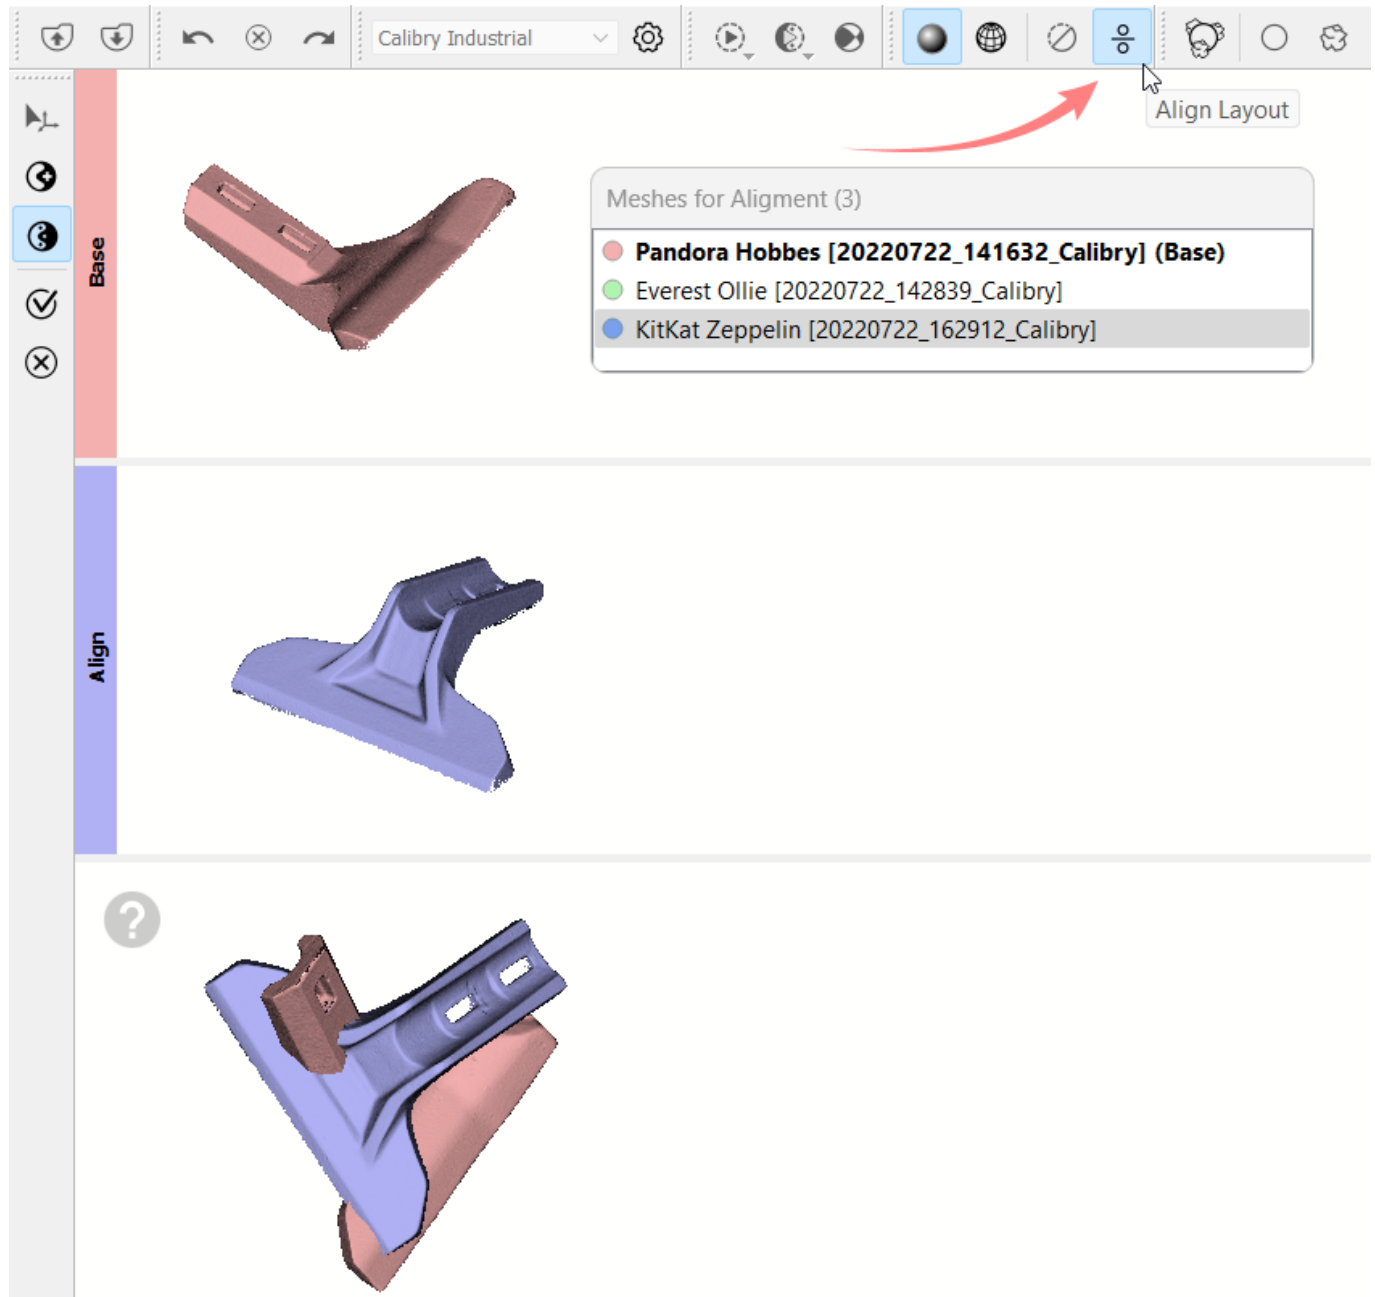 Calibry Industrial
Align Layout
Base
Meshes for Aligment (3)
Pandora Hobbes [20220722_141632_Calibry] (Base)
Everest Ollie [20220722_142839_Calibry]
KitKat Zeppelin [20220722_162912_Calibry]
Align
?